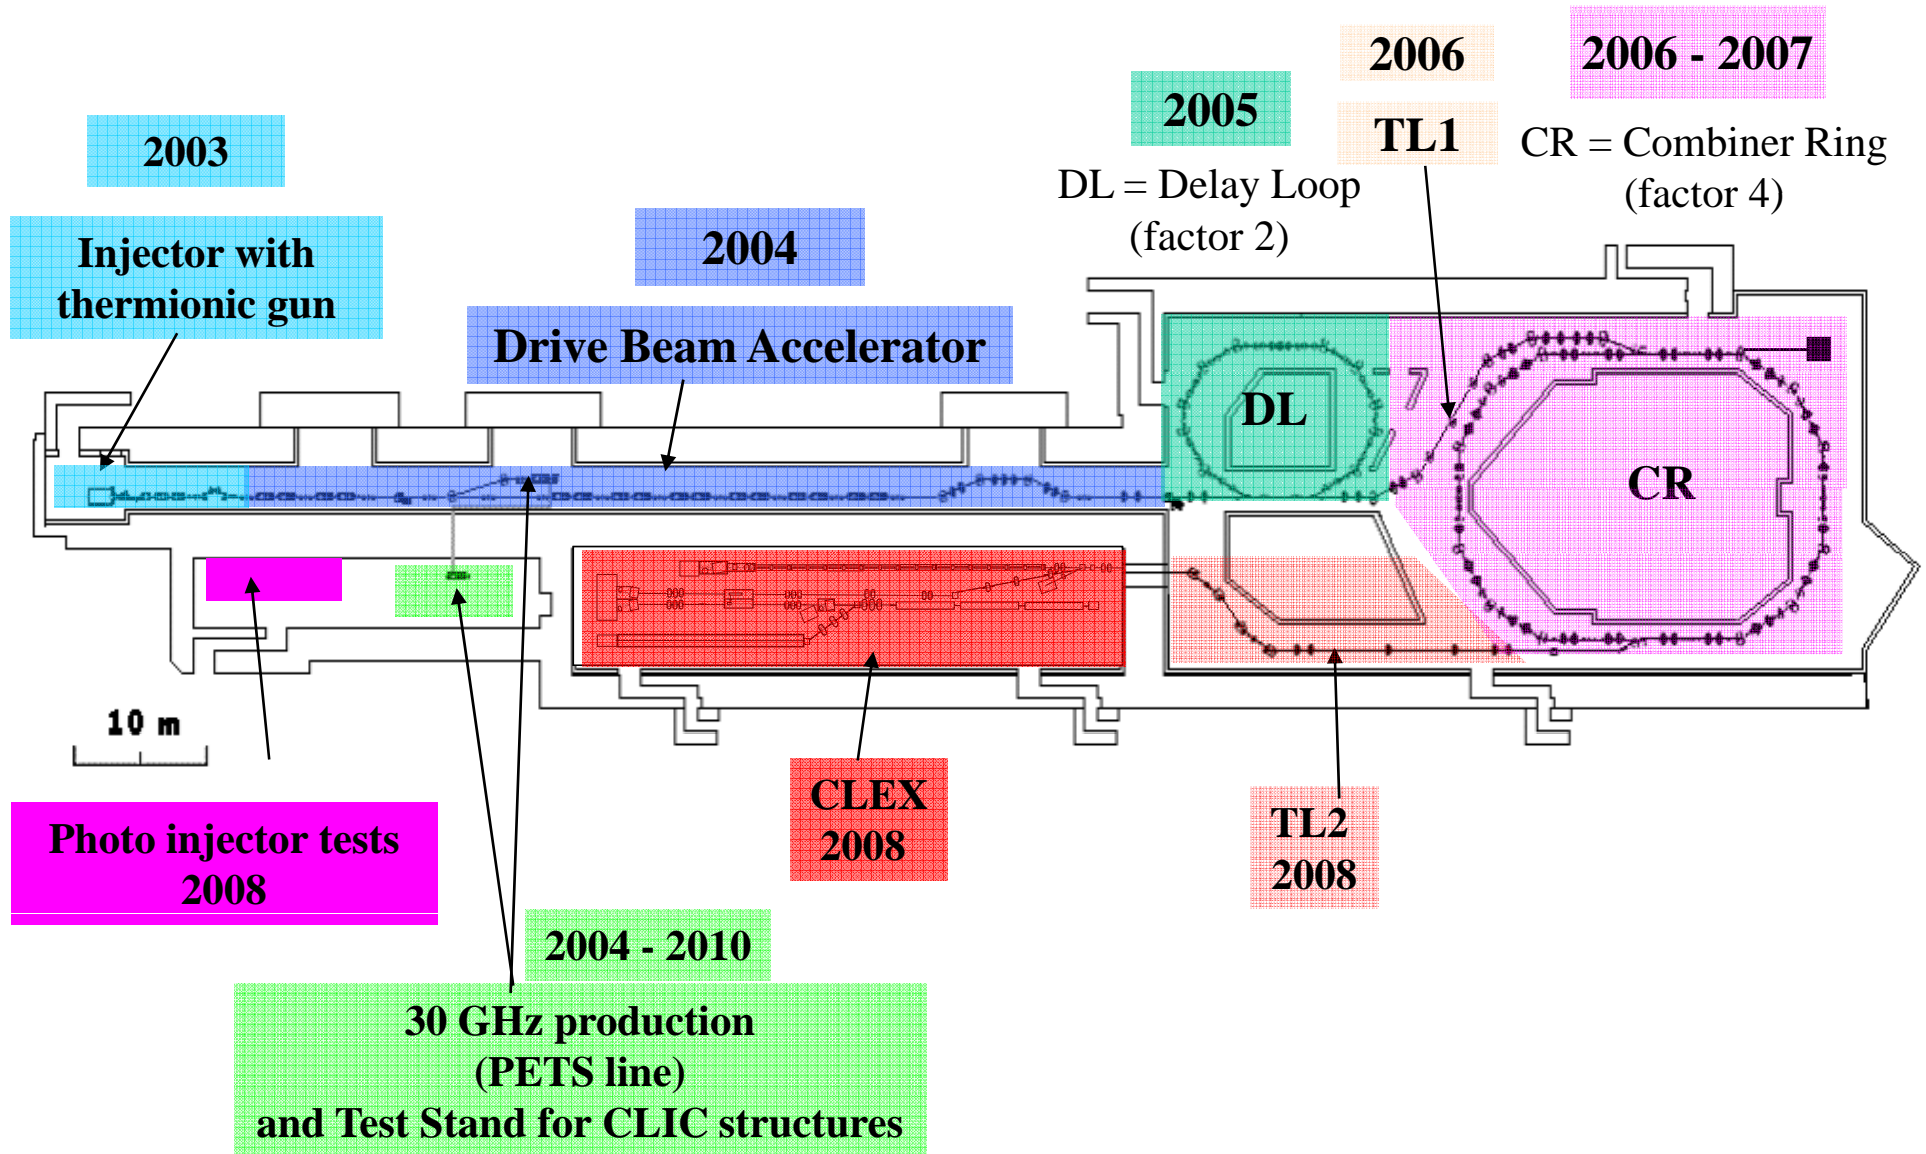 2006
2006 - 2007
2005
TL1
2003
CR = Combiner Ring
(factor 4)
DL = Delay Loop
(factor 2)
2004
Injector with
thermionic gun
Drive Beam Accelerator
DL
CR
10 m
CLEX
2008
TL2
2008
Photo injector tests
2008
2004 - 2010
30 GHz production
(PETS line)
and Test Stand for CLIC structures